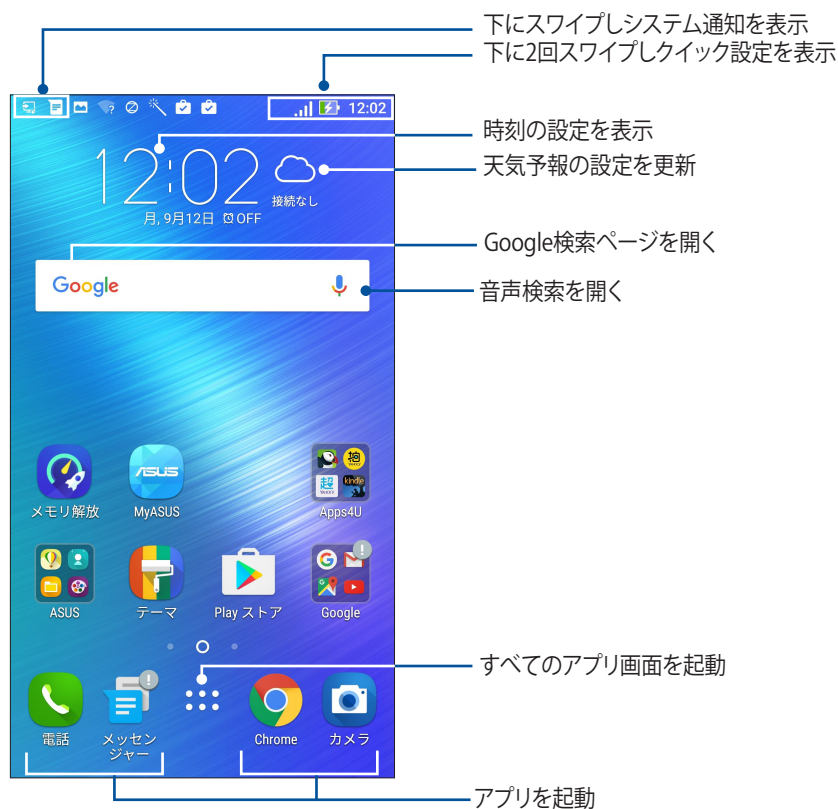 下にスワイプしシステム通知を表示
下に2回スワイプしクイック設定を表示
12:02
時刻の設定を表示
12:02
天気予報の設定を更新
接続なし
月, 9月12日 OFF
Google検索ページを開く
Google
音声検索を開く
メモリ解放
MyASUS
Apps4U
ASUS
テーマ
Play ストア
Google
すべてのアプリ画面を起動
電話
メッセン
ジャー
Chrome
カメラ
アプリを起動